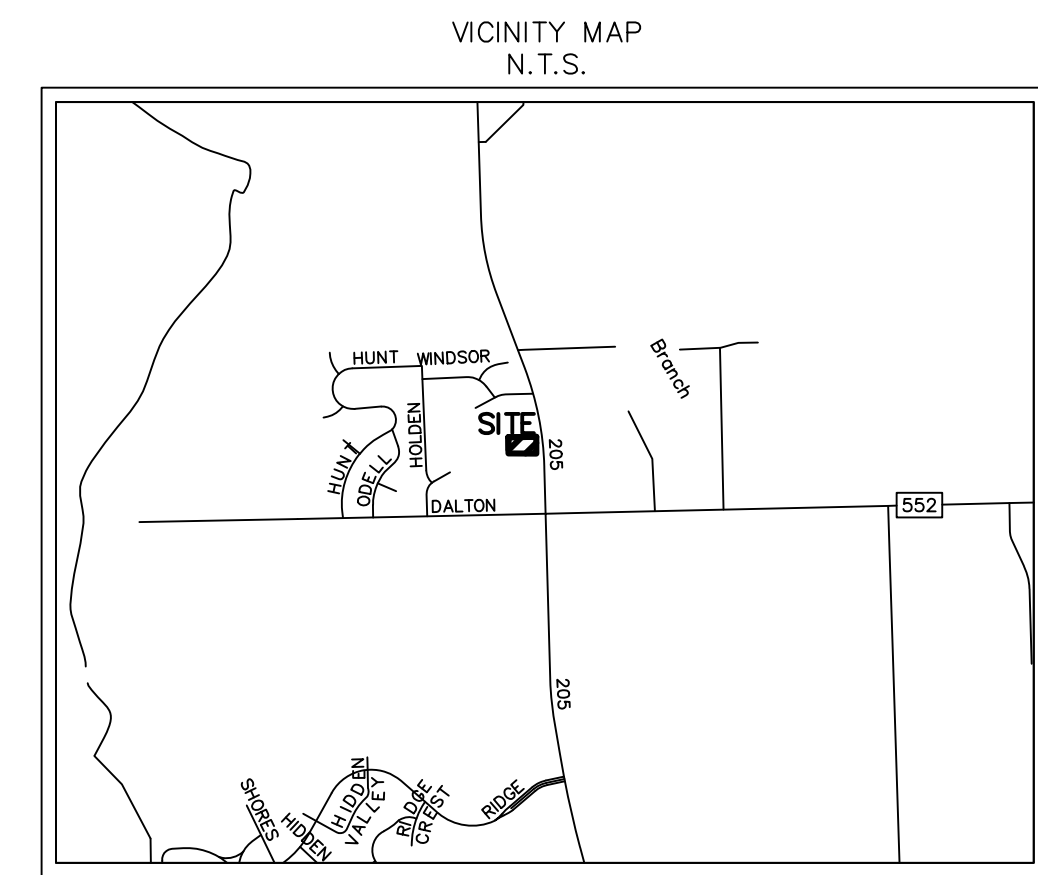 VICINITY MAP
N.T.S.
HUNT
WINDSOR
Branch
HOLDEN
SITE
HUNT
ODELL
205
DALTON
552
205
SHORES
HIDDEN
HIDDEN
VALLEY
RIDGE
CREST
RIDGE